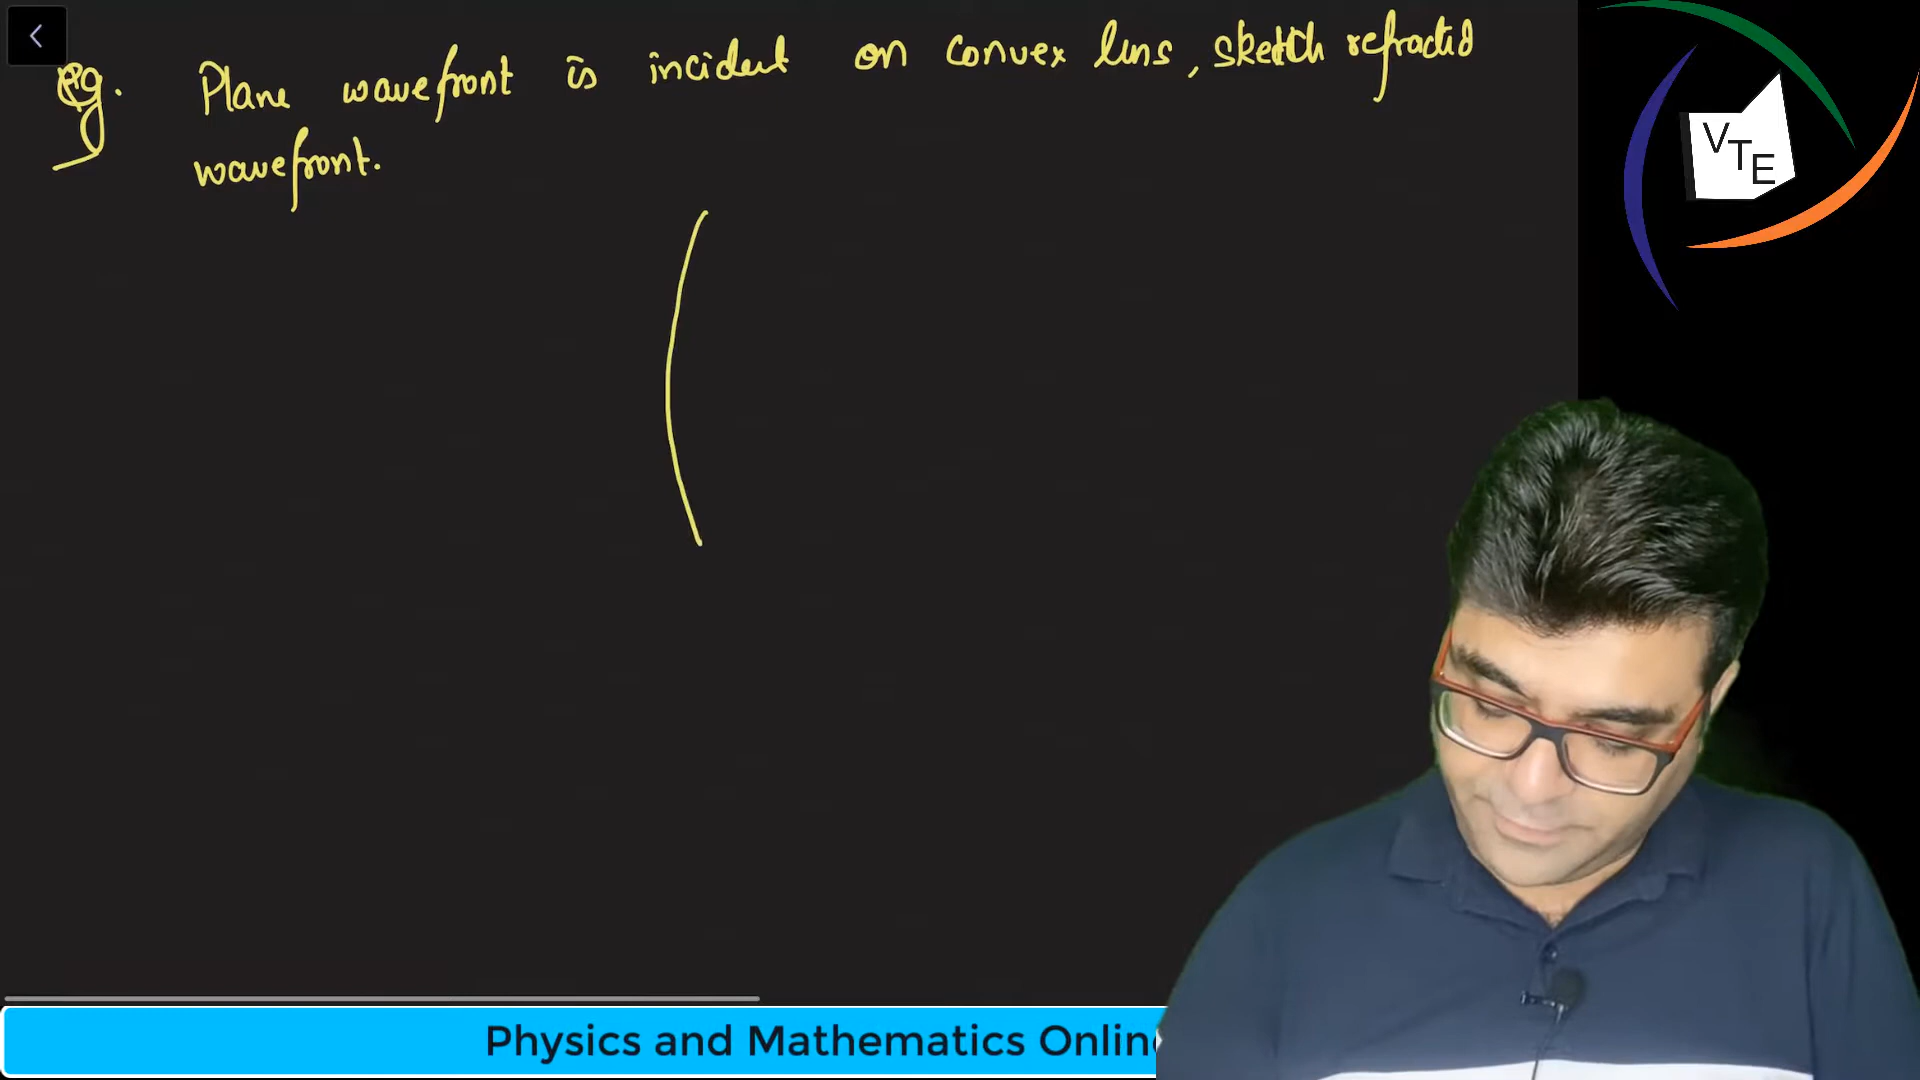 eg. Plane wavefront is incident on convex lens, sketch refracted
wavefront.
VTE
Physics and Mathematics Onlin